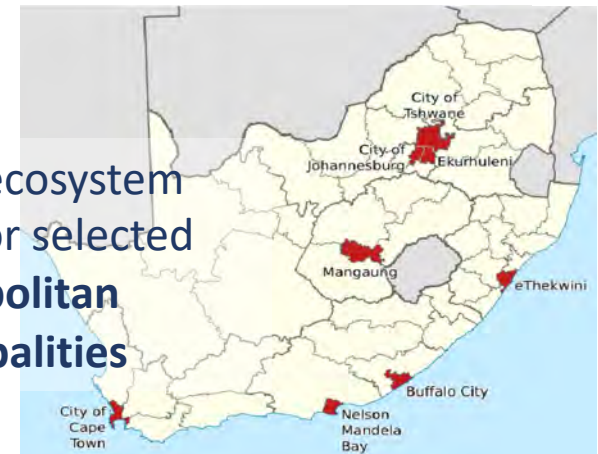 City of
Tshwane
City of
Johannesburg
Ekurhuleni
ecosystem
or selected
politan
palities
Mangaung
eThekwini
Buffalo City
City of
Cape
Town
Nelson
Mandela
Bay